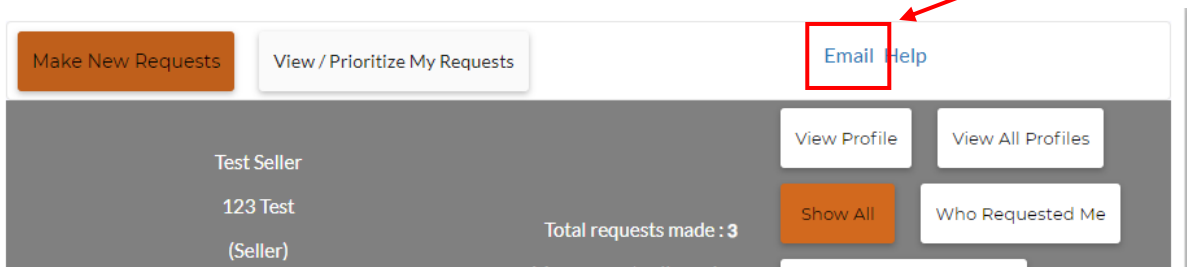 Make New Requests
View / Prioritize My Requests
Email Help
View Profile
View All Profiles
Test Seller
123 Test
(Seller)
Total requests made : 3
Show All
Who Requested Me